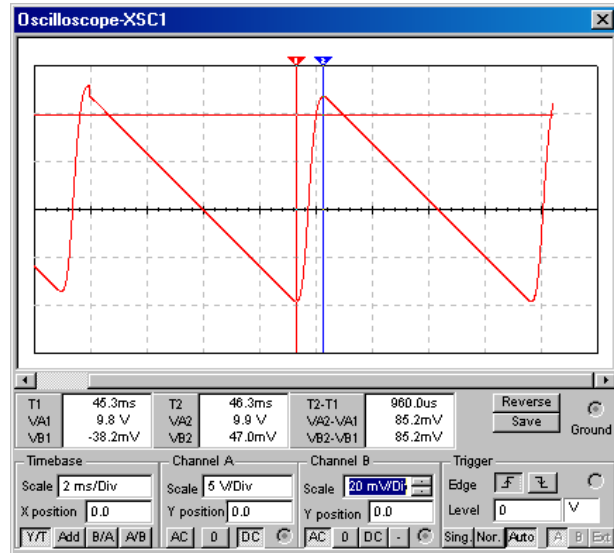 Oscilloscope-XSC1
1 2
T1 45.3ms T2 46.3ms T2-T1 960.0us Reverse
VA1 9.8 V VA2 9.9 V VA2-VA1 85.2mV Save
VB1 -38.2mV VB2 47.0mV VB2-VB1 85.2mV Ground
Timebase Channel A Channel B Trigger
Scale 2 ms/Div Scale 5 V/Div Scale 20 mV/Di Edge
X position 0.0 Y position 0.0 Y position 0.0 Level 0 V
Y/T Add B/A A/B AC 0 DC AC 0 DC - Sing. Nor. Auto A B Ext